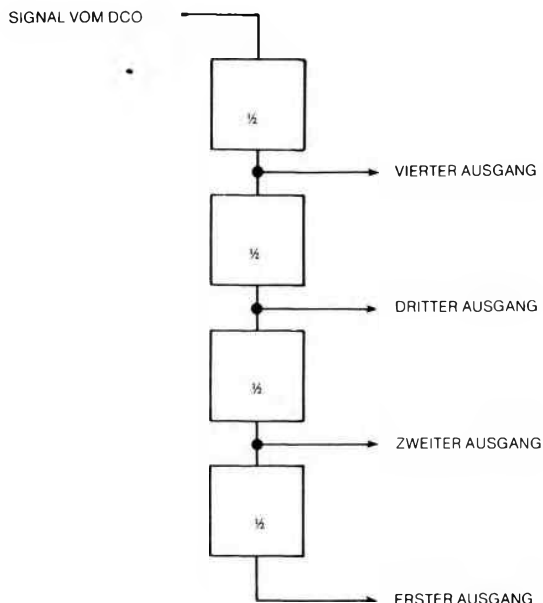 SIGNAL VOM DCO
½
VIERTER AUSGANG
½
DRITTER AUSGANG
½
ZWEITER AUSGANG
½
ERSTER AUSGANG